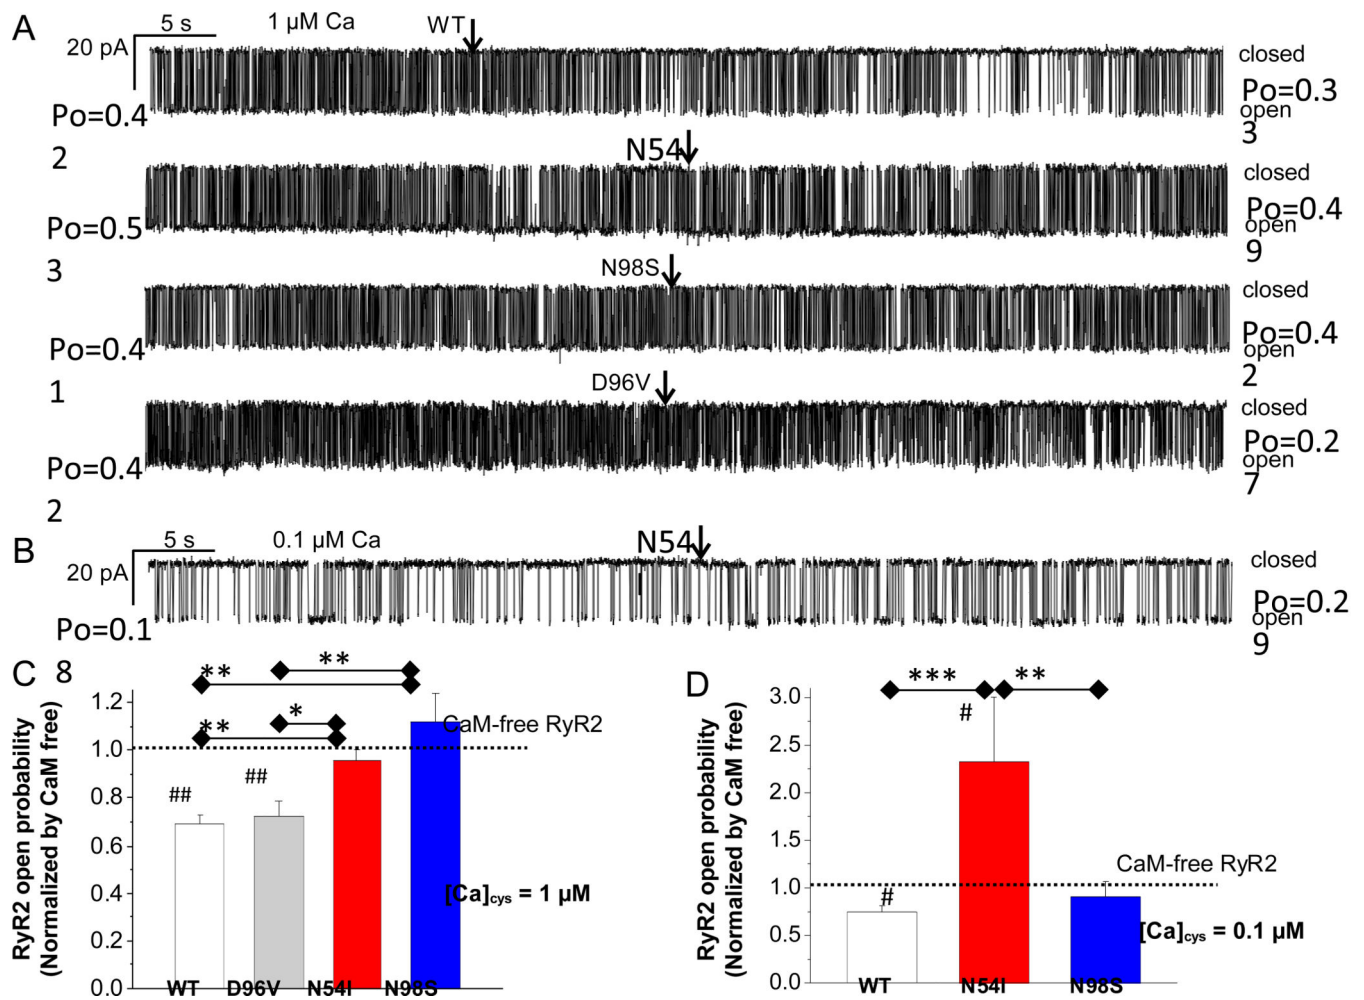 A
5 s
1 µM Ca
WT
20 pA
closed
Po=0.4
2
Po=0.3
open
3
N54
closed
Po=0.5
3
Po=0.4
open
9
N98S
closed
Po=0.4
1
Po=0.4
open
2
D96V
closed
Po=0.4
2
Po=0.2
open
7
B
5 s
0.1 µM Ca
N54
20 pA
closed
Po=0.1
8
Po=0.2
open
9
C
RyR2 open probability
(Normalized by CaM free)
1.2
1.0
0.8
0.6
0.4
0.2
0.0
**
**
*
**
CaM-free RyR2
##
##
[Ca]cys = 1 µM
WT
D96V
N54I
N98S
D
RyR2 open probability
(Normalized by CaM free)
3.0
2.5
2.0
1.5
1.0
0.5
0.0
***
**
#
CaM-free RyR2
#
[Ca]cys = 0.1 µM
WT
N54I
N98S